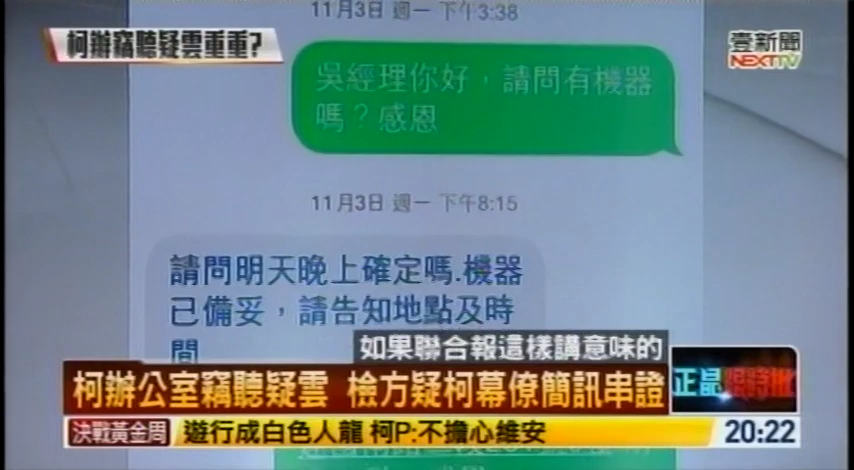 11月3日 週一 下午3:38
柯辦竊聽疑雲重重?
壹新聞
NEXTTV
吳經理你好，請問有機器
嗎？感恩
11月3日 週一 下午8:15
請問明天晚上確定嗎.機器
已備妥，請告知地點及時
間
如果聯合報這樣講意味的
柯辦公室竊聽疑雲 檢方疑柯幕僚簡訊串證
正晶限時批
決戰黃金周
遊行成白色人龍 柯P:不擔心維安
20:22